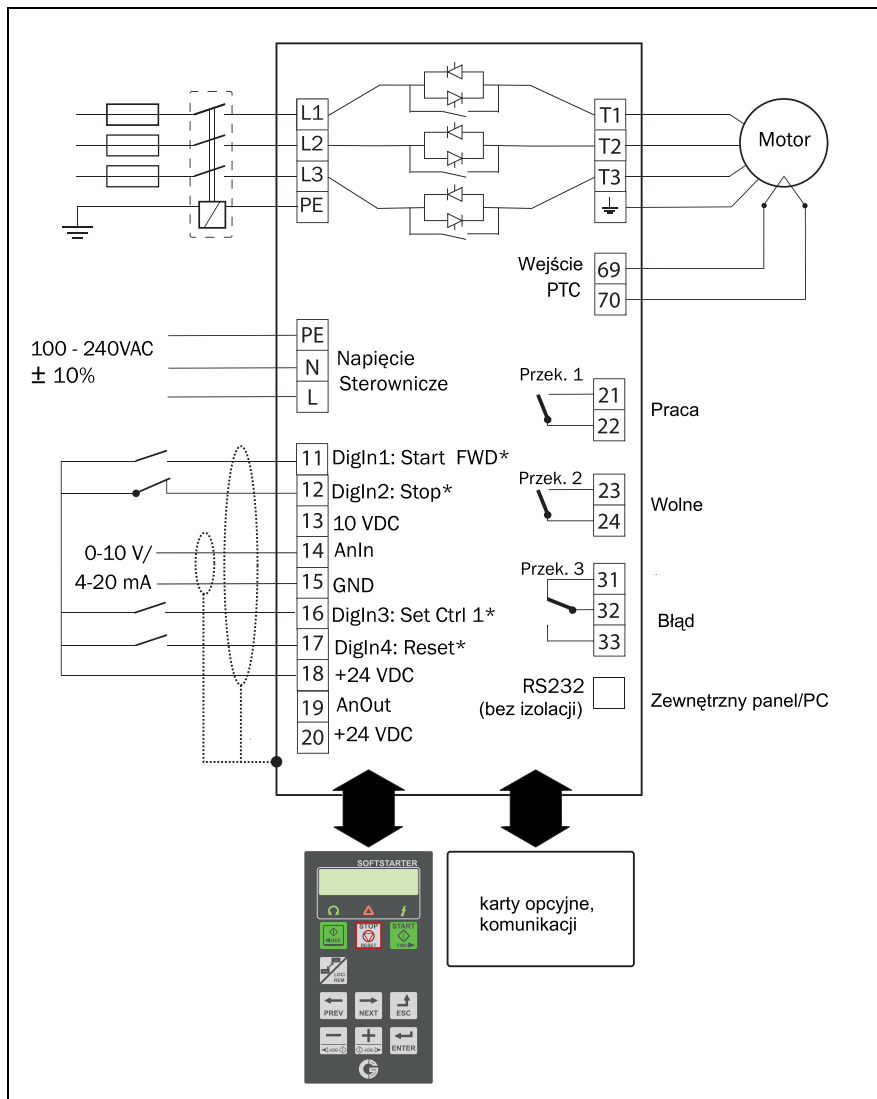 L1
L2
L3
PE
T1
T2
T3
Motor
Wejście
PTC
69
70
100 - 240VAC
± 10%
PE
N
L
Napięcie
Sterownicze
Przek. 1
21
22
Praca
11 DigIn1: Start FWD*
12 DigIn2: Stop*
13 10 VDC
0-10 V/
14 AnIn
4-20 mA
15 GND
16 DigIn3: Set Ctrl 1*
17 DigIn4: Reset*
18 +24 VDC
19 AnOut
20 +24 VDC
Przek. 2
23
24
Wolne
Przek. 3
31
32
33
Błąd
RS232
(bez izolacji)
Zewnętrzny panel/PC
SOFTSTARTER
REV
STOP
RESET
START
FWD
LOC/
REM
PREV
NEXT
ESC
JOG
JOG
ENTER
karty opcyjne,
komunikacji